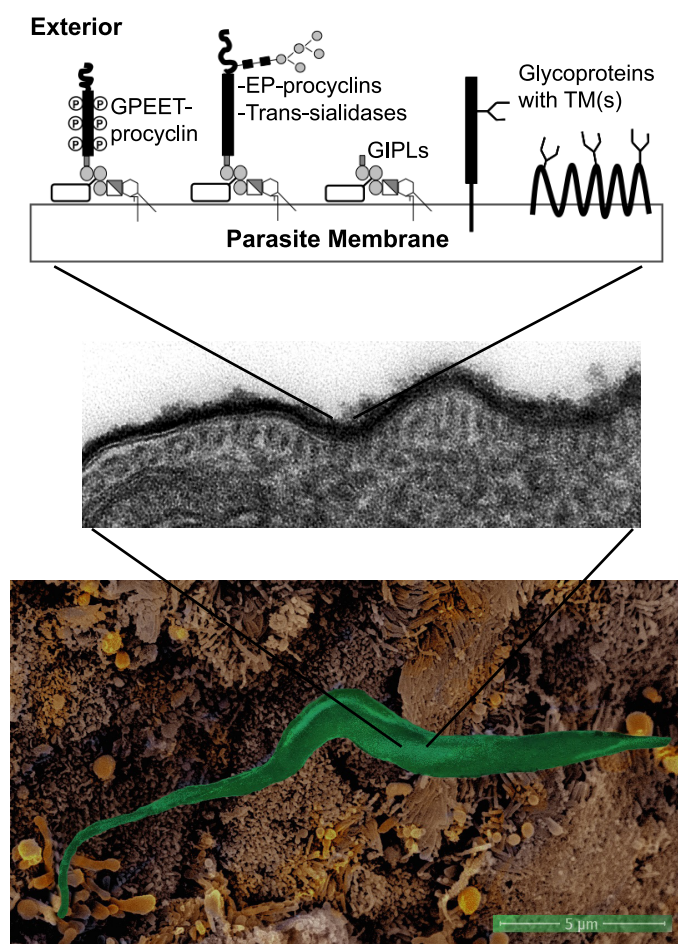 Exterior
P P
P P
P P
GPEET-
procyclin
-EP-procyclins
-Trans-sialidases
GIPLs
Glycoproteins
with TM(s)
Parasite Membrane
5 µm